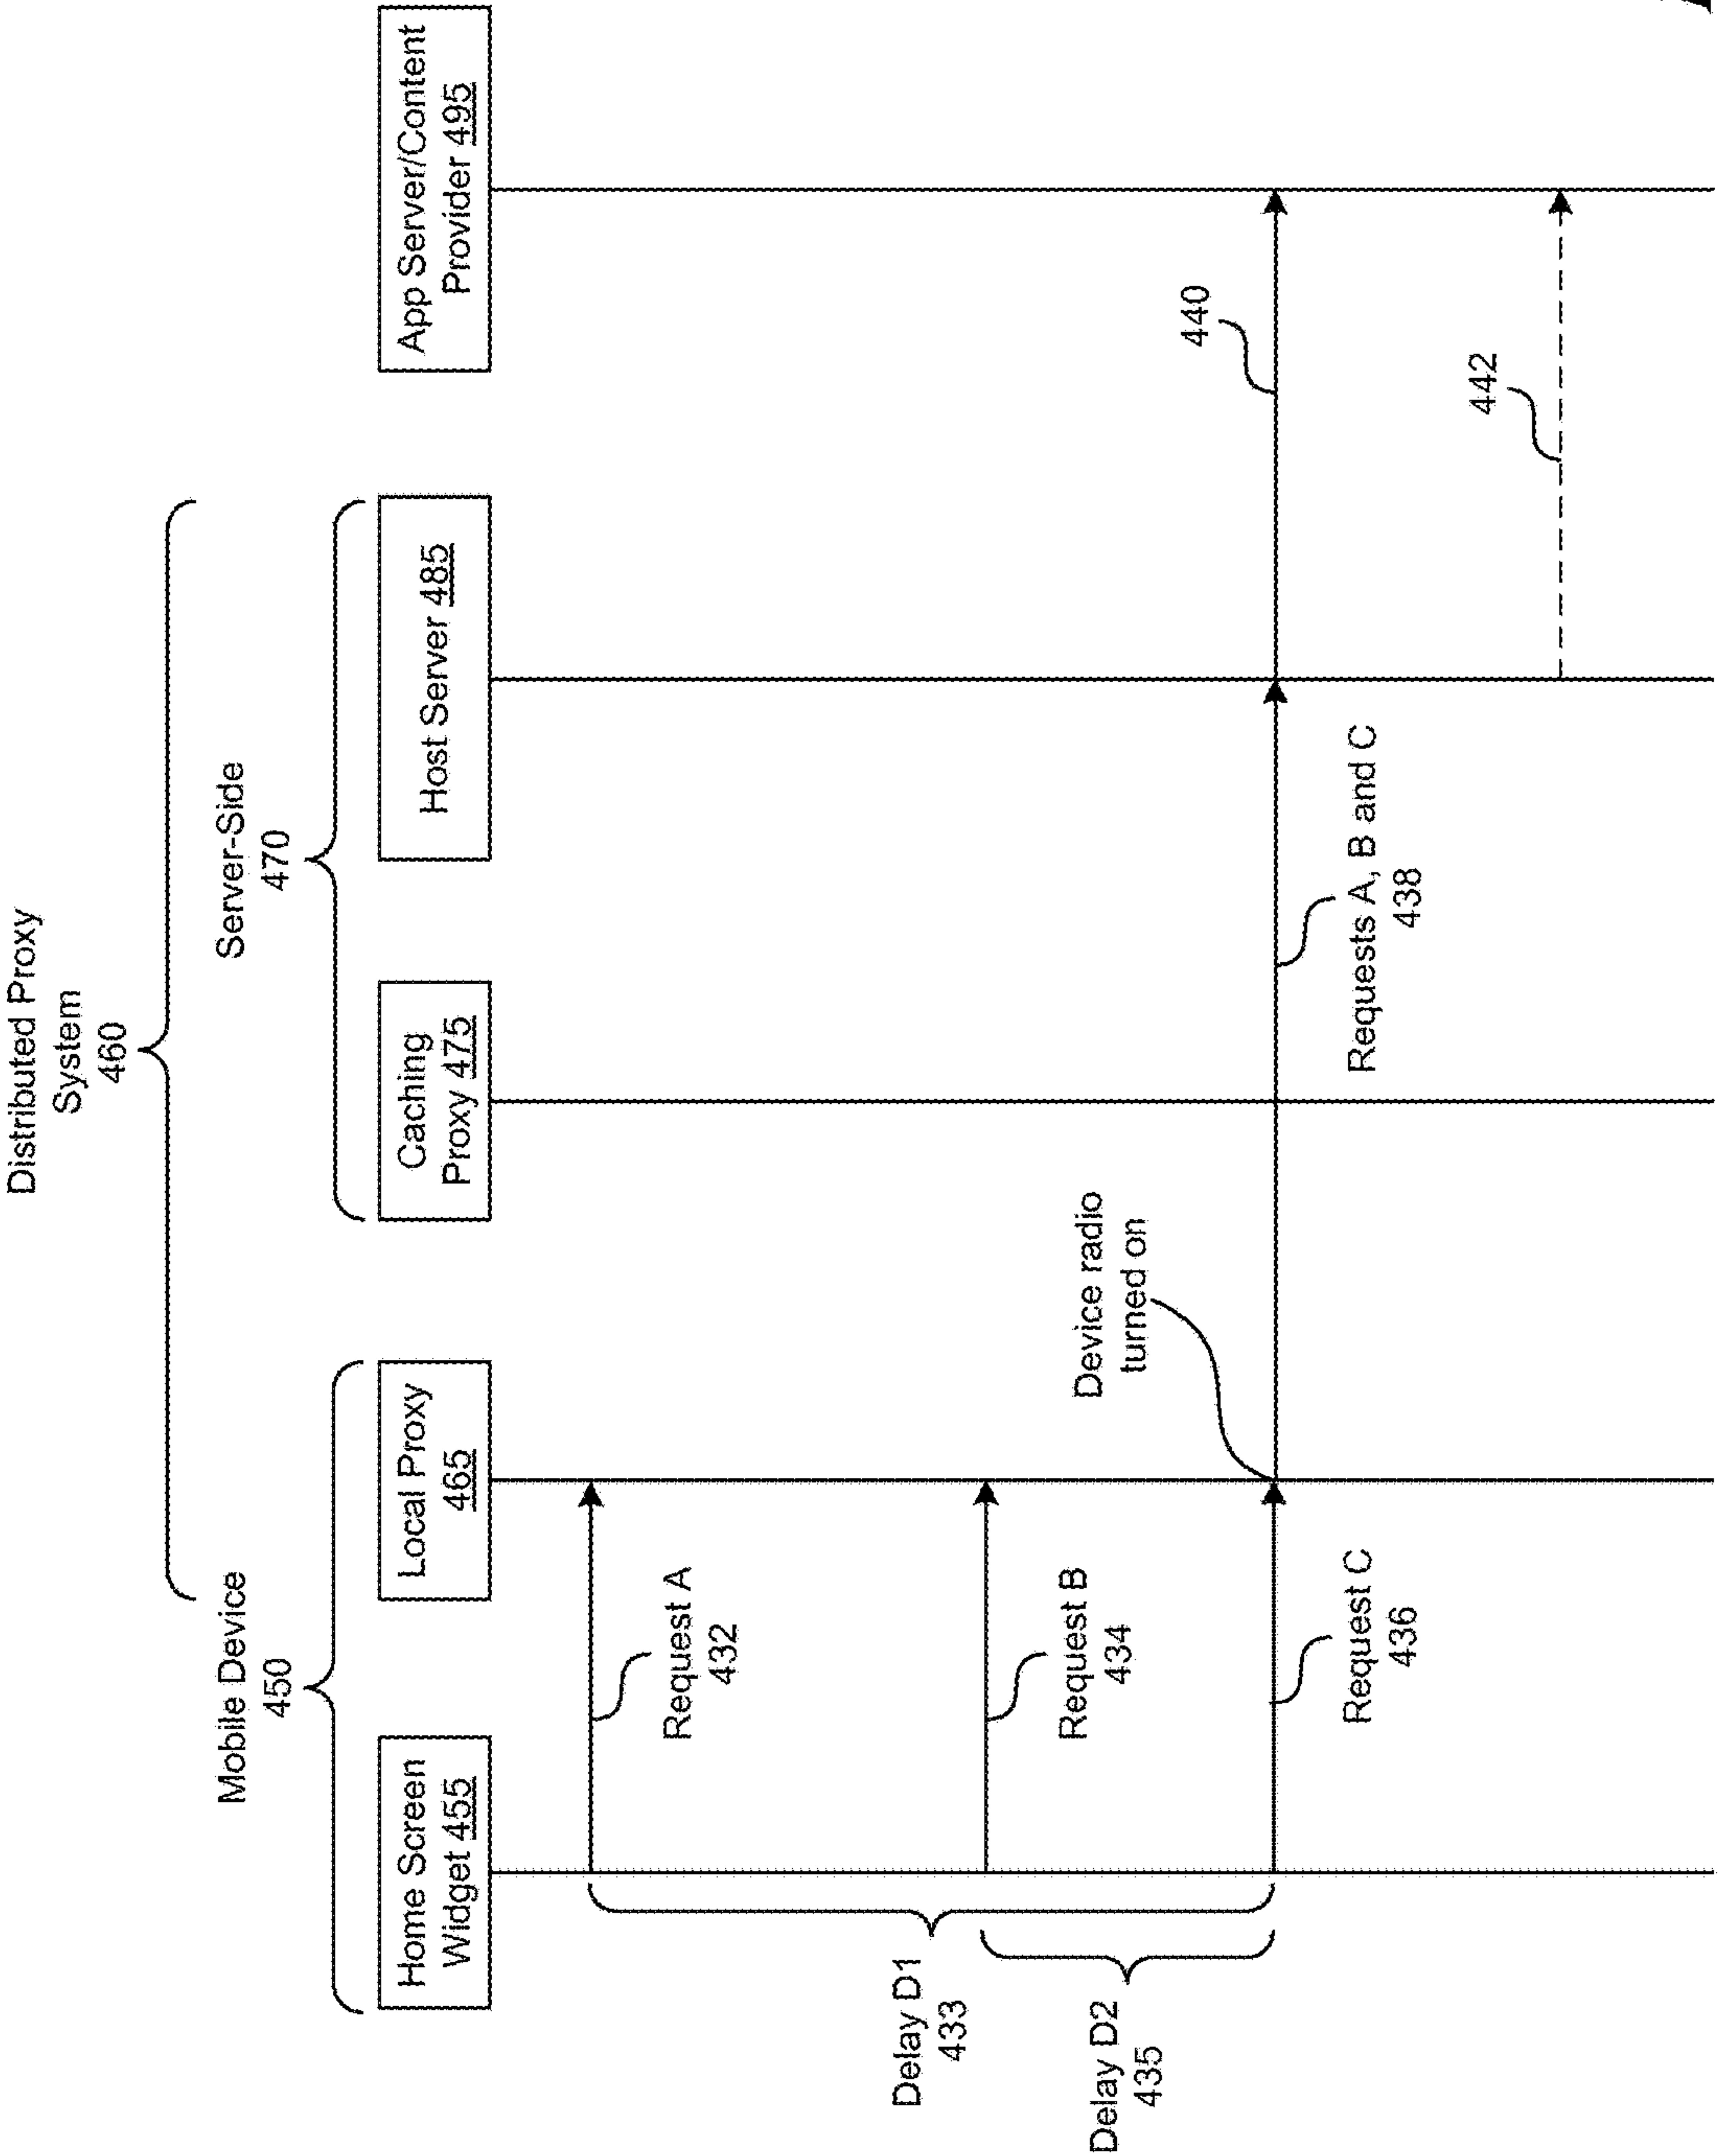 Distributed Proxy
System
460
Mobile Device
450
Server-Side
470
Home Screen
Widget 455
Local Proxy
465
Caching
Proxy 475
Host Server 485
App Server/Content
Provider 495
Request A
432
Delay D1
433
Request B
434
Delay D2
435
Device radio
turned on
Request C
436
Requests A, B and C
438
440
442